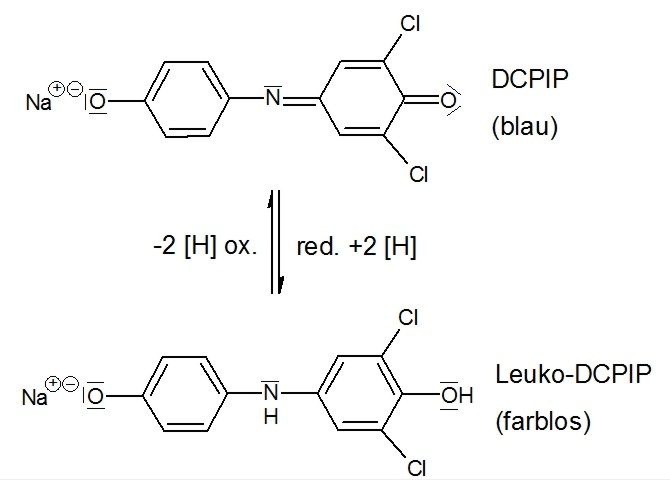 Cl
Na⊕⊖ O N O DCPIP
(blau)
Cl
-2 [H] ox. red. +2 [H]
Cl
Na⊕⊖ O N OH Leuko-DCPIP
H (farblos)
Cl